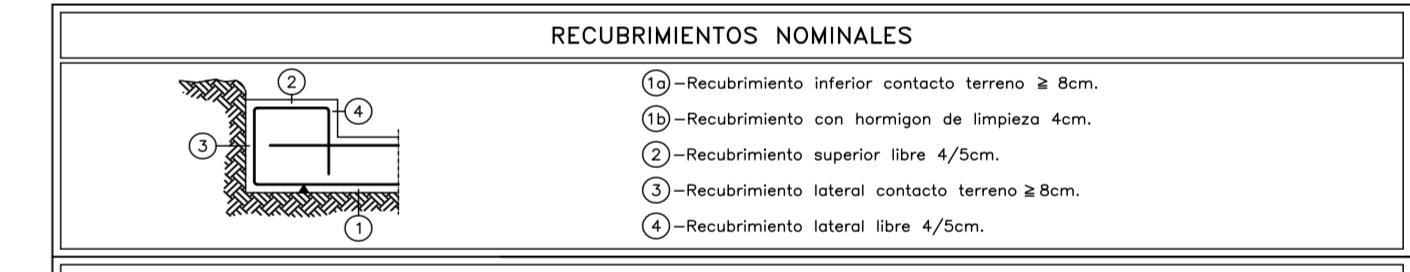 RECUBRIMIENTOS NOMINALES
2
4
3
1
1a-Recubrimiento inferior contacto terreno ≧ 8cm.
1b-Recubrimiento con hormigon de limpieza 4cm.
2-Recubrimiento superior libre 4/5cm.
3-Recubrimiento lateral contacto terreno ≧8cm.
4-Recubrimiento lateral libre 4/5cm.